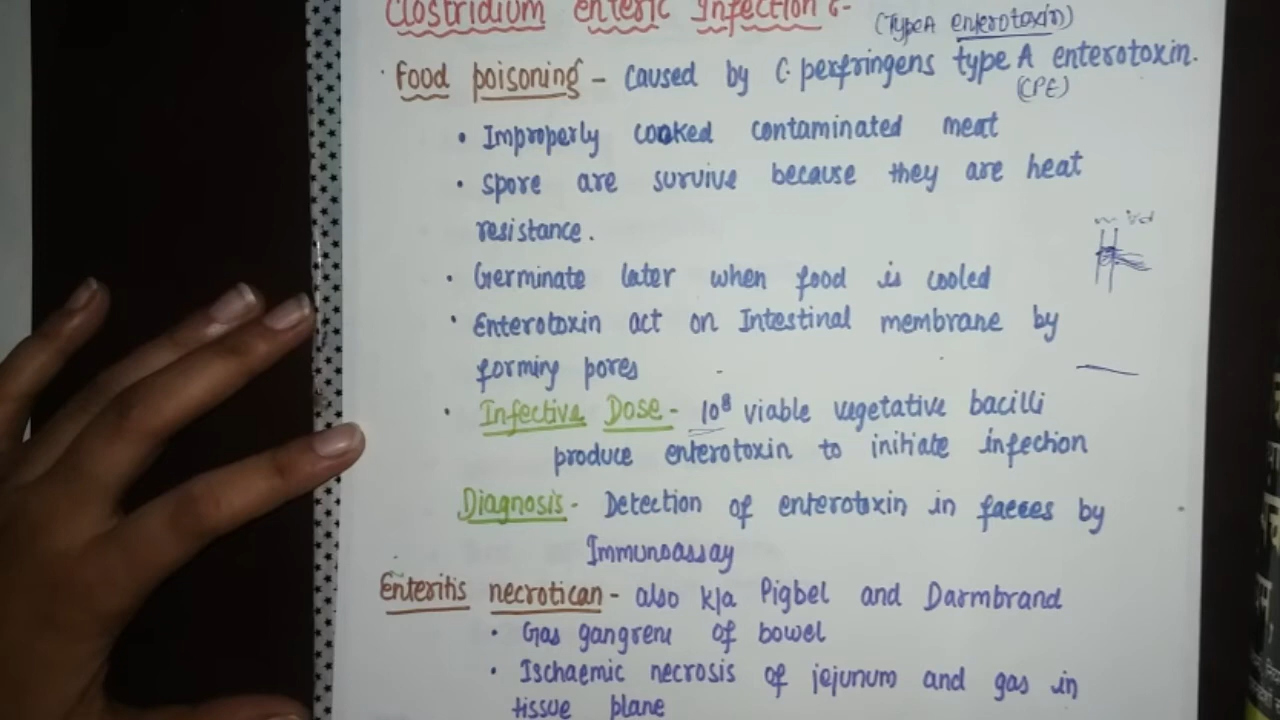 Clostridium enteric Infection :-
(TypeA enterotoxin)
Food poisoning - caused by C. perfringens type A enterotoxin.
(CPE)
• Improperly cooked contaminated meat
• Spore are survive because they are heat
resistance.
• Germinate later when food is cooled
• Enterotoxin act on Intestinal membrane by
forming pores
• Infective Dose - 10⁸ viable vegetative bacilli
produce enterotoxin to initiate infection
Diagnosis - Detection of enterotoxin in faeces by
Immunoassay
Enteritis necrotican - also k/a Pigbel and Darmbrand
• Gas gangrene of bowel
• Ischaemic necrosis of jejunum and gas in
tissue plane